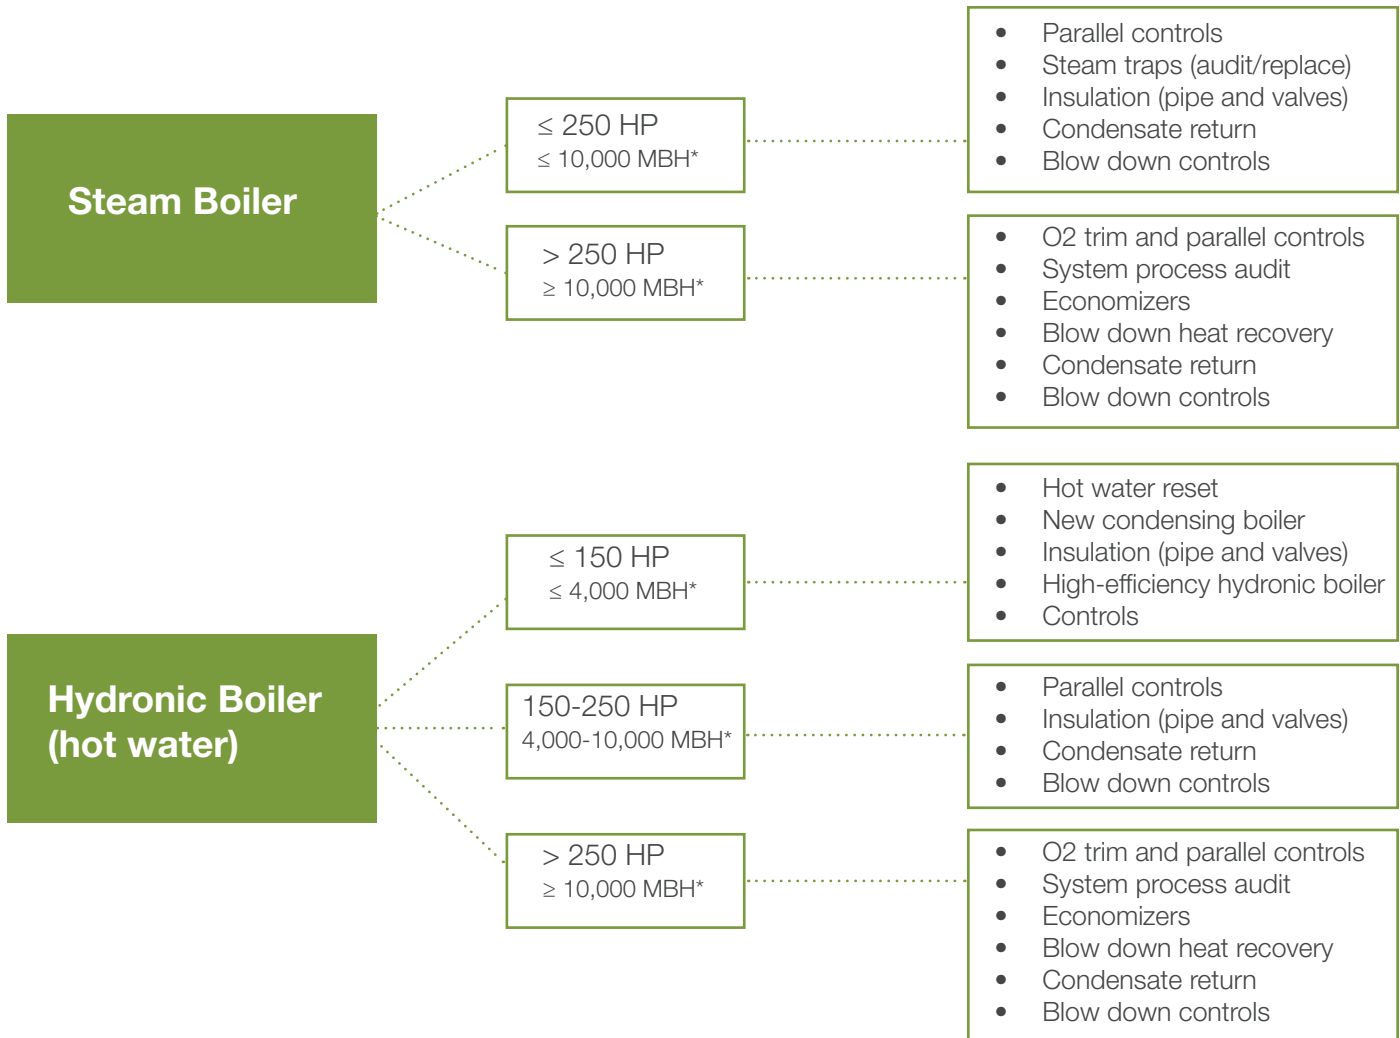 Steam Boiler
≤ 250 HP
≤ 10,000 MBH*
• Parallel controls
• Steam traps (audit/replace)
• Insulation (pipe and valves)
• Condensate return
• Blow down controls
> 250 HP
≥ 10,000 MBH*
• O2 trim and parallel controls
• System process audit
• Economizers
• Blow down heat recovery
• Condensate return
• Blow down controls
Hydronic Boiler
(hot water)
≤ 150 HP
≤ 4,000 MBH*
• Hot water reset
• New condensing boiler
• Insulation (pipe and valves)
• High-efficiency hydronic boiler
• Controls
150-250 HP
4,000-10,000 MBH*
• Parallel controls
• Insulation (pipe and valves)
• Condensate return
• Blow down controls
> 250 HP
≥ 10,000 MBH*
• O2 trim and parallel controls
• System process audit
• Economizers
• Blow down heat recovery
• Condensate return
• Blow down controls